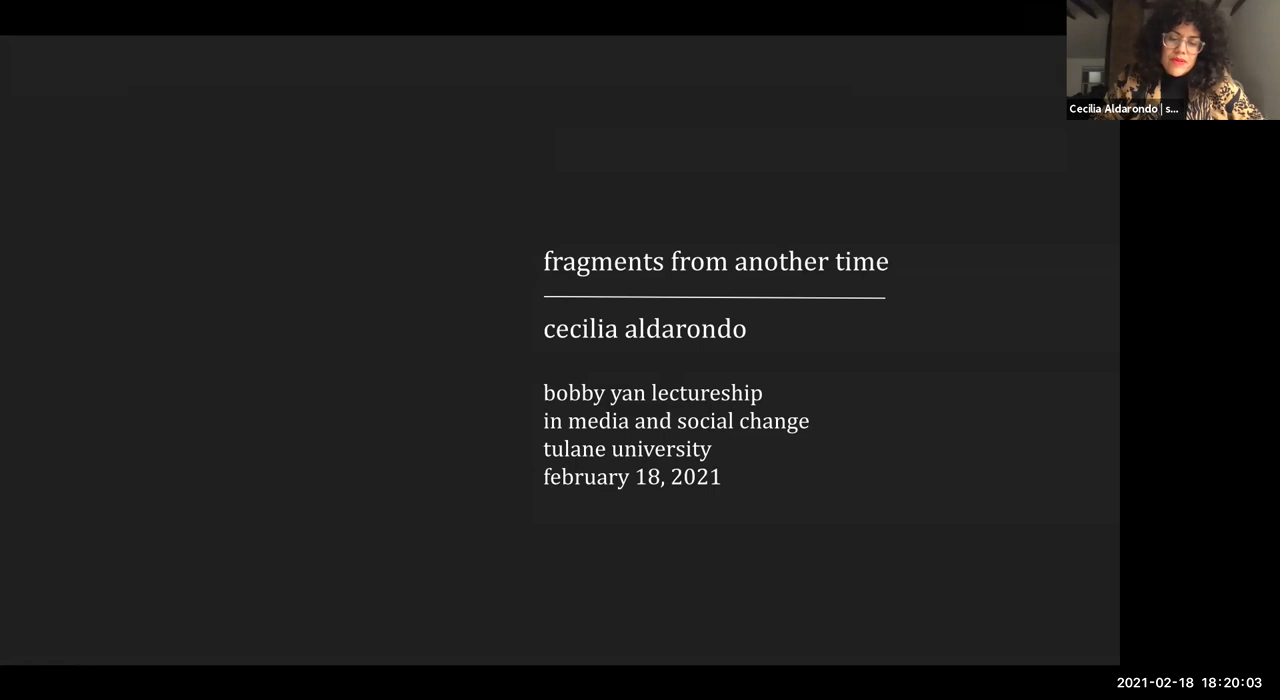 Cecilia Aldarondo | s...
fragments from another time
cecilia aldarondo
bobby yan lectureship
in media and social change
tulane university
february 18, 2021
2021-02-18 18:20:03